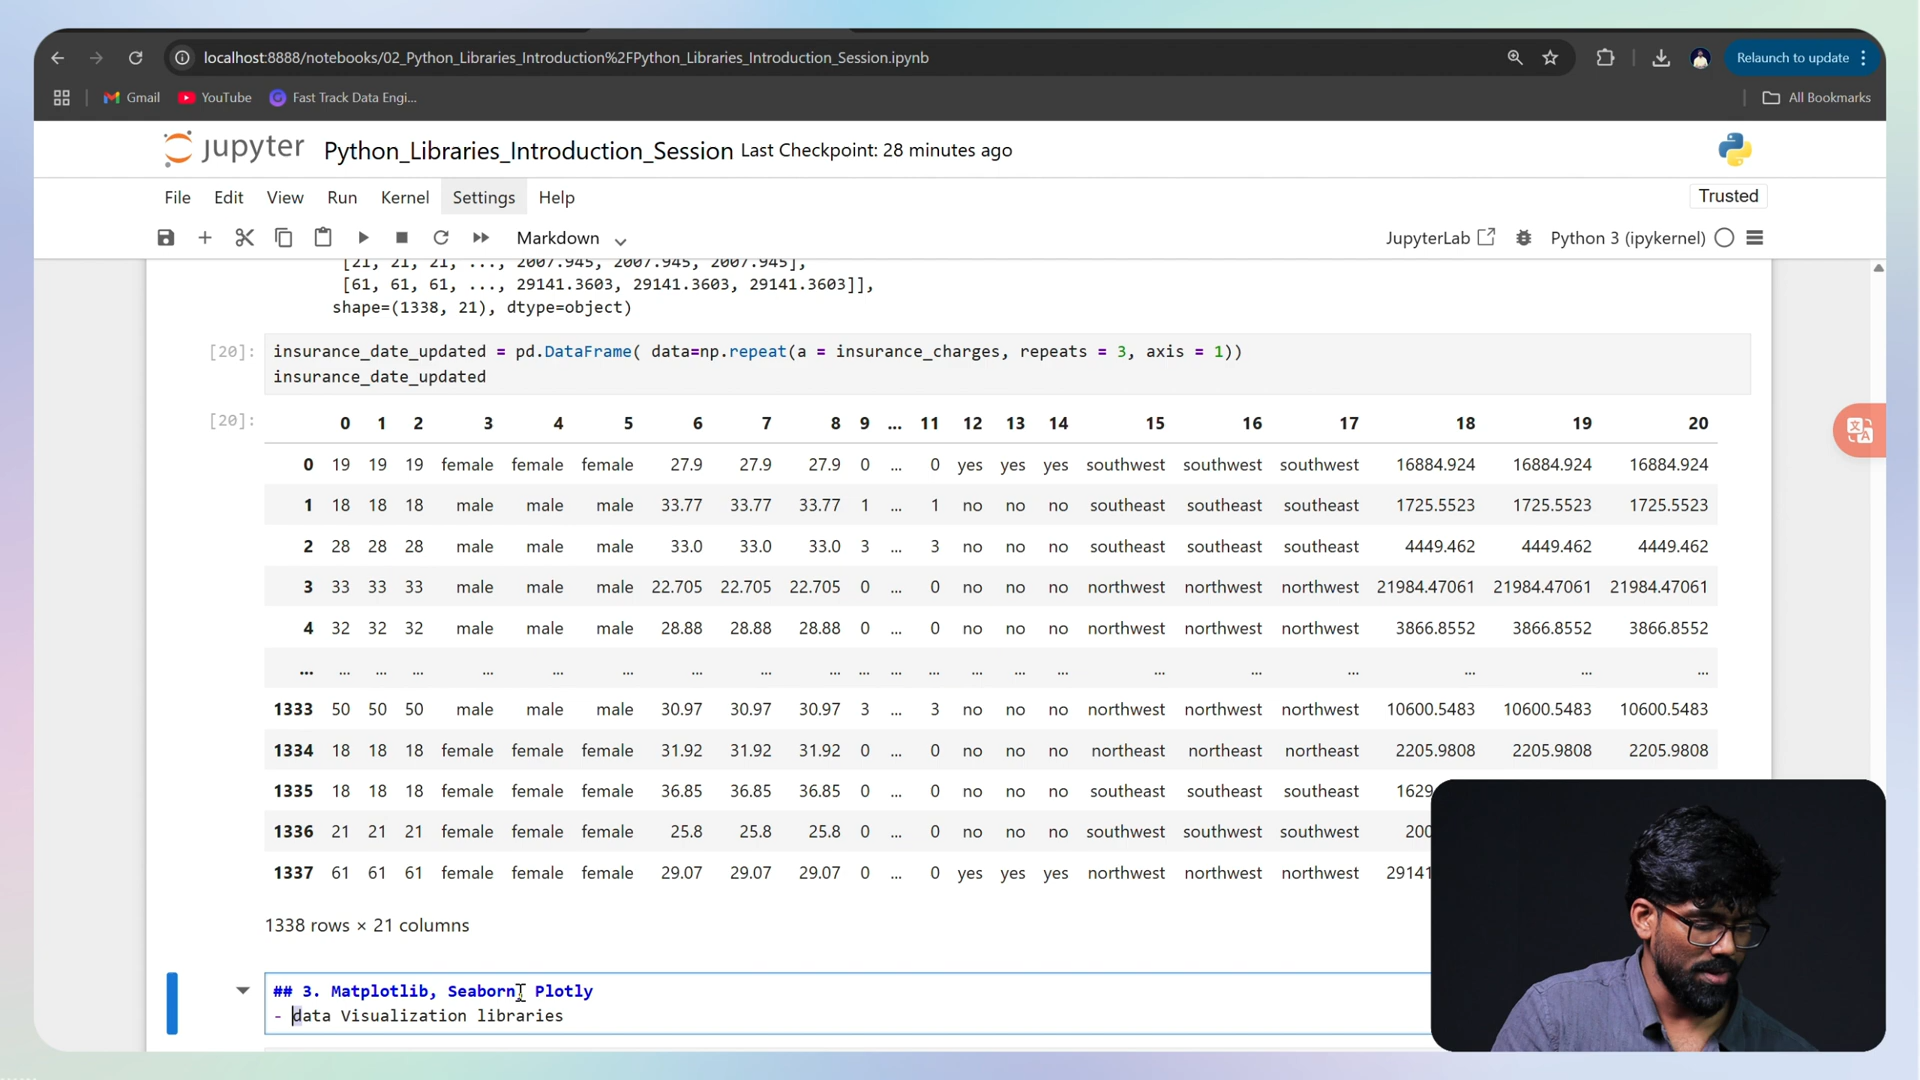 localhost:8888/notebooks/02_Python_Libraries_Introduction%2FPython_Libraries_Introduction_Session.ipynb
Relaunch to update
Gmail YouTube Fast Track Data Engi... All Bookmarks
jupyter Python_Libraries_Introduction_Session Last Checkpoint: 28 minutes ago
File Edit View Run Kernel Settings Help Trusted
Markdown JupyterLab Python 3 (ipykernel)
[21, 21, 21, ..., 2007.945, 2007.945, 2007.945],
[61, 61, 61, ..., 29141.3603, 29141.3603, 29141.3603]],
shape=(1338, 21), dtype=object)
[20]: insurance_date_updated = pd.DataFrame( data=np.repeat(a = insurance_charges, repeats = 3, axis = 1))
insurance_date_updated
[20]: 0 1 2 3 4 5 6 7 8 9 ... 11 12 13 14 15 16 17 18 19 20
0 19 19 19 female female female 27.9 27.9 27.9 0 ... 0 yes yes yes southwest southwest southwest 16884.924 16884.924 16884.924
1 18 18 18 male male male 33.77 33.77 33.77 1 ... 1 no no no southeast southeast southeast 1725.5523 1725.5523 1725.5523
2 28 28 28 male male male 33.0 33.0 33.0 3 ... 3 no no no southeast southeast southeast 4449.462 4449.462 4449.462
3 33 33 33 male male male 22.705 22.705 22.705 0 ... 0 no no no northwest northwest northwest 21984.47061 21984.47061 21984.47061
4 32 32 32 male male male 28.88 28.88 28.88 0 ... 0 no no no northwest northwest northwest 3866.8552 3866.8552 3866.8552
... ... ... ... ... ... ... ... ... ... ... ... ... ... ... ... ... ... ... ... ... ...
1333 50 50 50 male male male 30.97 30.97 30.97 3 ... 3 no no no northwest northwest northwest 10600.5483 10600.5483 10600.5483
1334 18 18 18 female female female 31.92 31.92 31.92 0 ... 0 no no no northeast northeast northeast 2205.9808 2205.9808 2205.9808
1335 18 18 18 female female female 36.85 36.85 36.85 0 ... 0 no no no southeast southeast southeast 1629
1336 21 21 21 female female female 25.8 25.8 25.8 0 ... 0 no no no southwest southwest southwest 200
1337 61 61 61 female female female 29.07 29.07 29.07 0 ... 0 yes yes yes northwest northwest northwest 29141
1338 rows × 21 columns
## 3. Matplotlib, Seaborn, Plotly
- data Visualization libraries